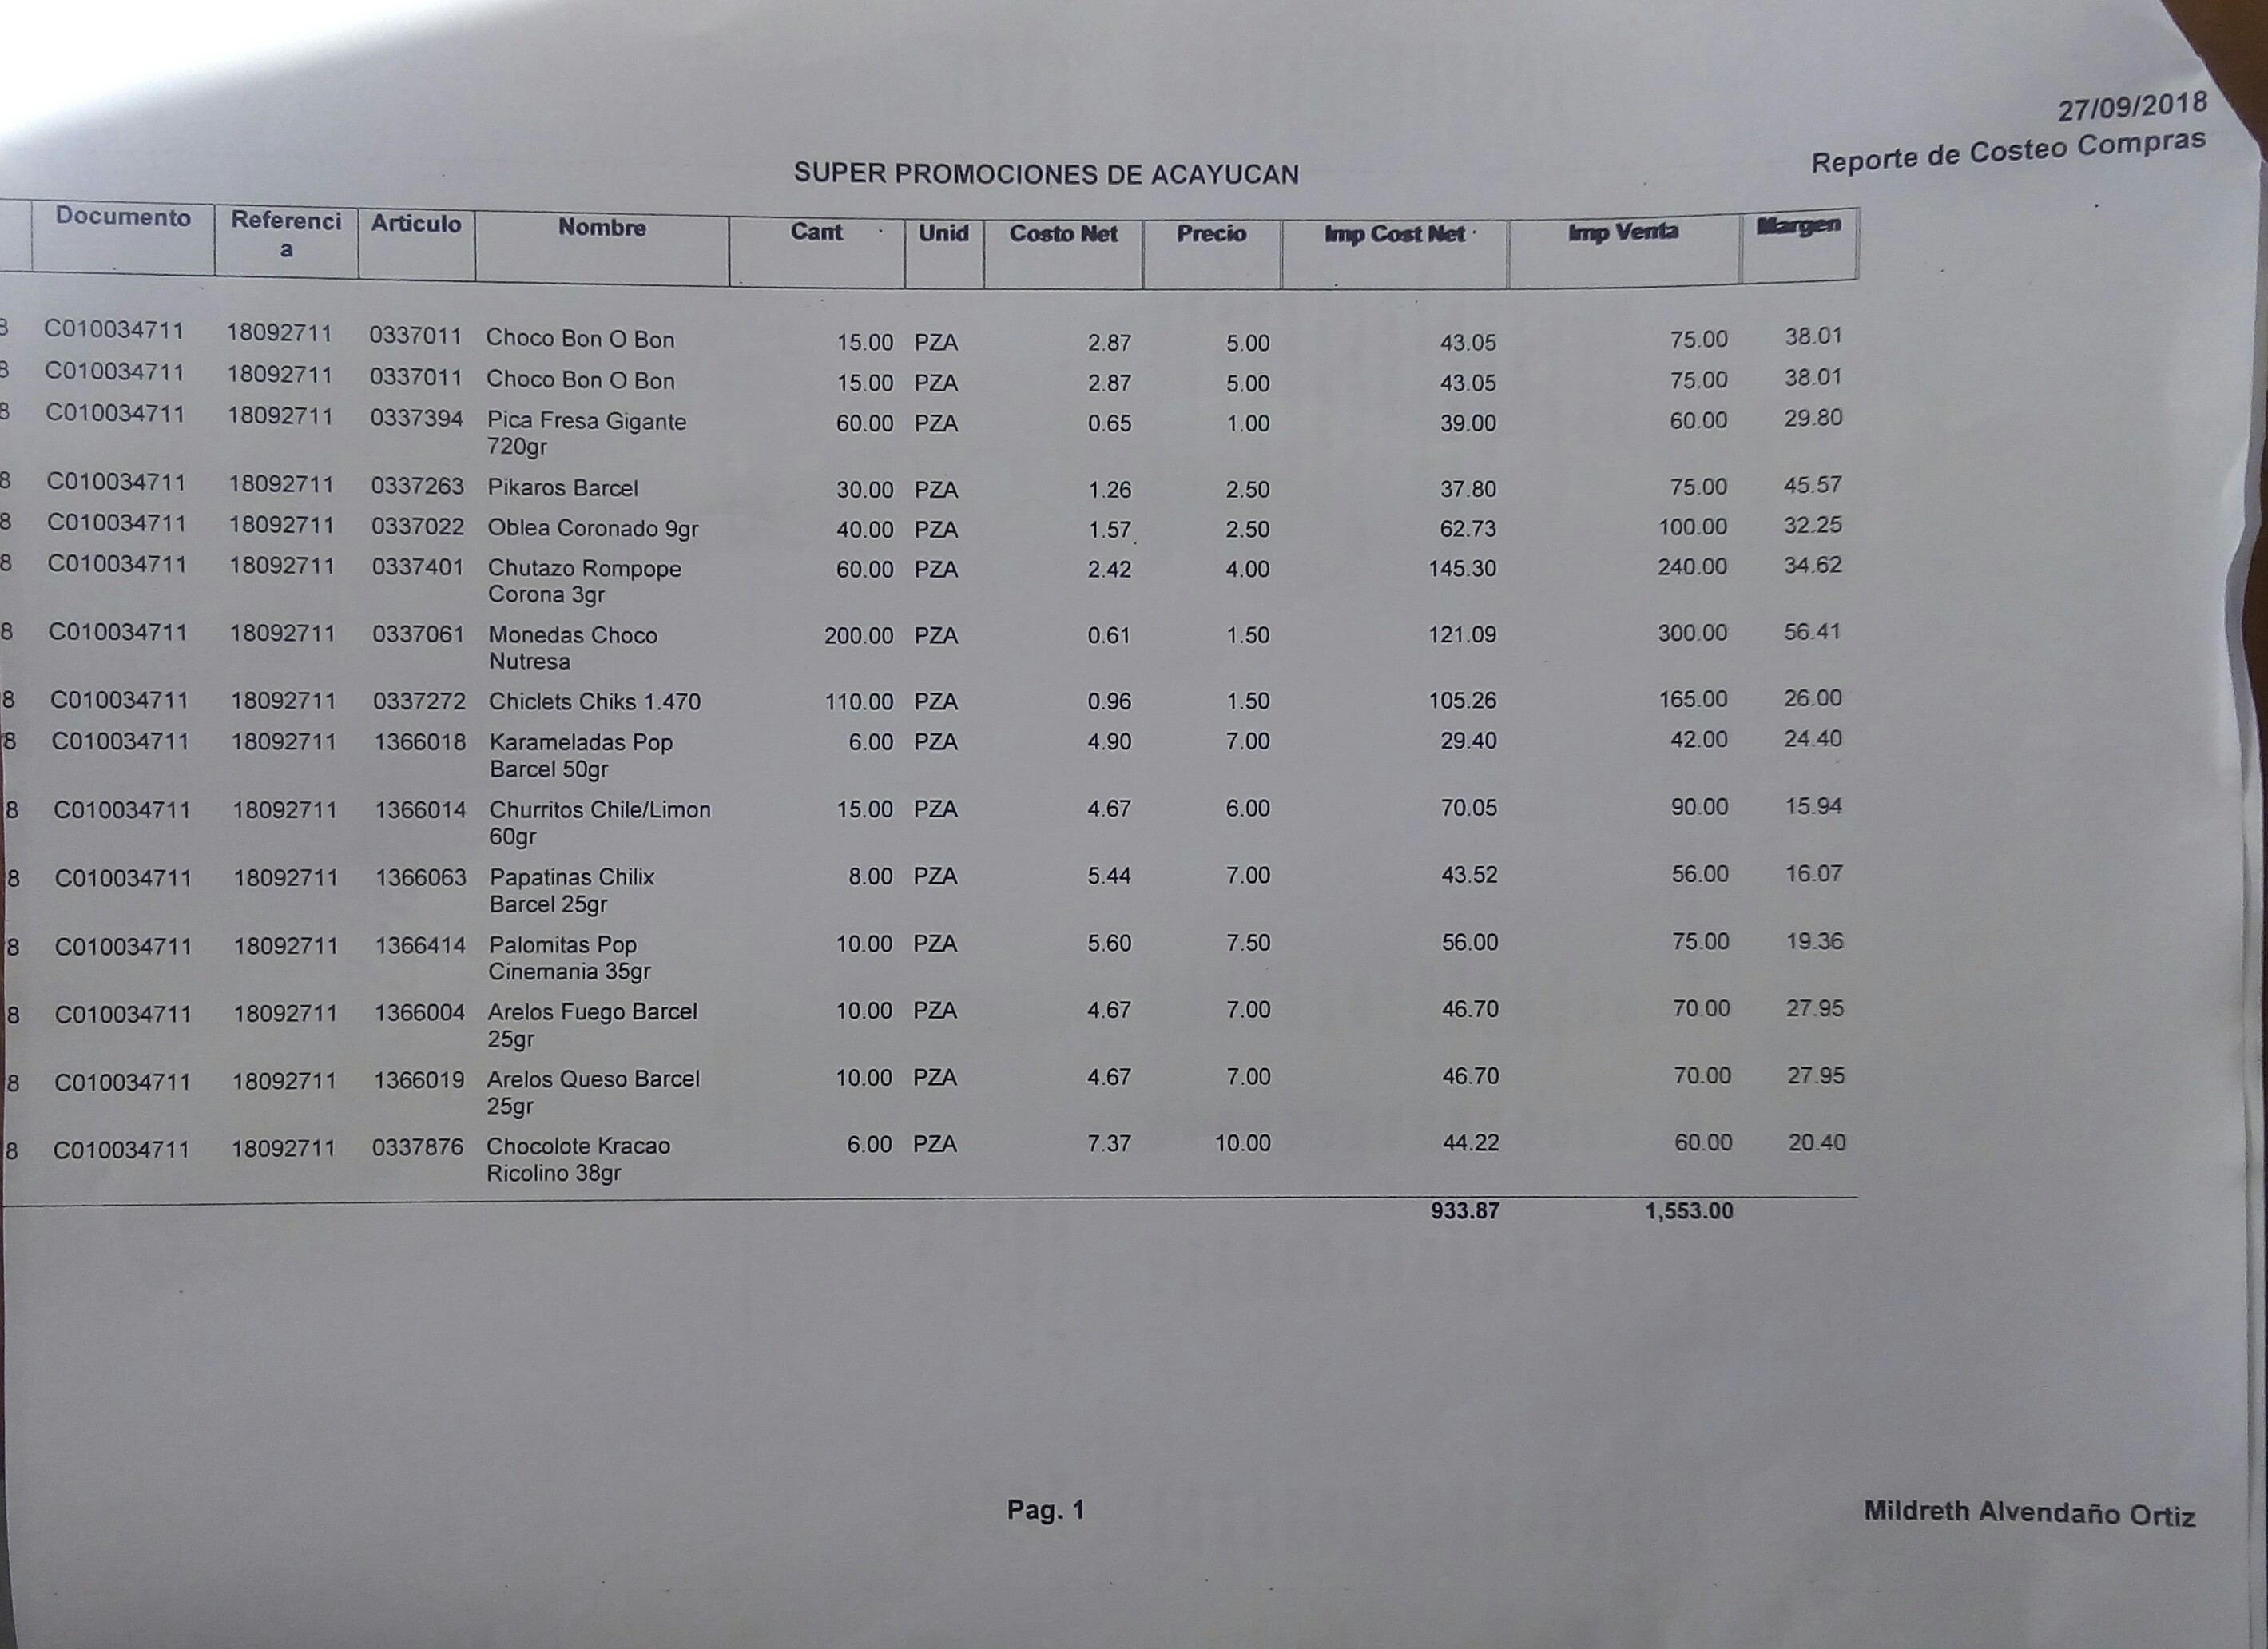 27/09/2018
Reporte de Costeo Compras
SUPER PROMOCIONES DE ACAYUCAN
Documento Referenci Articulo Nombre Cant Unid Costo Net Precio Imp Cost Net Imp Venta Margen
a
8 C010034711 18092711 0337011 Choco Bon O Bon 15.00 PZA 2.87 5.00 43.05 75.00 38.01
8 C010034711 18092711 0337011 Choco Bon O Bon 15.00 PZA 2.87 5.00 43.05 75.00 38.01
8 C010034711 18092711 0337394 Pica Fresa Gigante 60.00 PZA 0.65 1.00 39.00 60.00 29.80
720gr
8 C010034711 18092711 0337263 Pikaros Barcel 30.00 PZA 1.26 2.50 37.80 75.00 45.57
8 C010034711 18092711 0337022 Oblea Coronado 9gr 40.00 PZA 1.57 2.50 62.73 100.00 32.25
8 C010034711 18092711 0337401 Chutazo Rompope 60.00 PZA 2.42 4.00 145.30 240.00 34.62
Corona 3gr
8 C010034711 18092711 0337061 Monedas Choco 200.00 PZA 0.61 1.50 121.09 300.00 56.41
Nutresa
8 C010034711 18092711 0337272 Chiclets Chiks 1.470 110.00 PZA 0.96 1.50 105.26 165.00 26.00
8 C010034711 18092711 1366018 Karameladas Pop 6.00 PZA 4.90 7.00 29.40 42.00 24.40
Barcel 50gr
8 C010034711 18092711 1366014 Churritos Chile/Limon 15.00 PZA 4.67 6.00 70.05 90.00 15.94
60gr
8 C010034711 18092711 1366063 Papatinas Chilix 8.00 PZA 5.44 7.00 43.52 56.00 16.07
Barcel 25gr
8 C010034711 18092711 1366414 Palomitas Pop 10.00 PZA 5.60 7.50 56.00 75.00 19.36
Cinemania 35gr
8 C010034711 18092711 1366004 Arelos Fuego Barcel 10.00 PZA 4.67 7.00 46.70 70.00 27.95
25gr
8 C010034711 18092711 1366019 Arelos Queso Barcel 10.00 PZA 4.67 7.00 46.70 70.00 27.95
25gr
8 C010034711 18092711 0337876 Chocolote Kracao 6.00 PZA 7.37 10.00 44.22 60.00 20.40
Ricolino 38gr
933.87 1,553.00
Pag. 1
Mildreth Alvendaño Ortiz